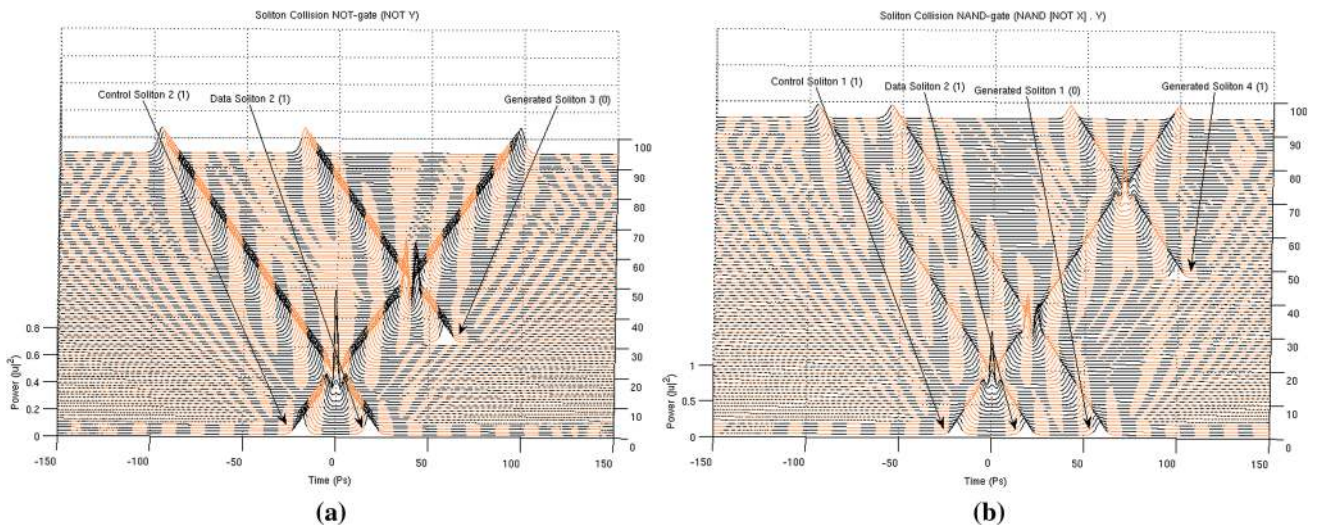 Soliton Collision NOT-gate (NOT Y)
Control Soliton 2 (1)
Data Soliton 2 (1)
Generated Soliton 3 (0)
100
90
80
70
60
50
40
30
20
10
0
0.8
0.6
0.4
0.2
0
Power (|u|²)
-150 -100 -50 0 50 100 150
Time (Ps)
(a)
Soliton Collision NAND-gate (NAND [NOT X] . Y)
Control Soliton 1 (1)
Data Soliton 2 (1)
Generated Soliton 1 (0)
Generated Soliton 4 (1)
100
90
80
70
60
50
40
30
20
10
0
1
0.5
0
Power (|u|²)
-150 -100 -50 0 50 100 150
Time (Ps)
(b)